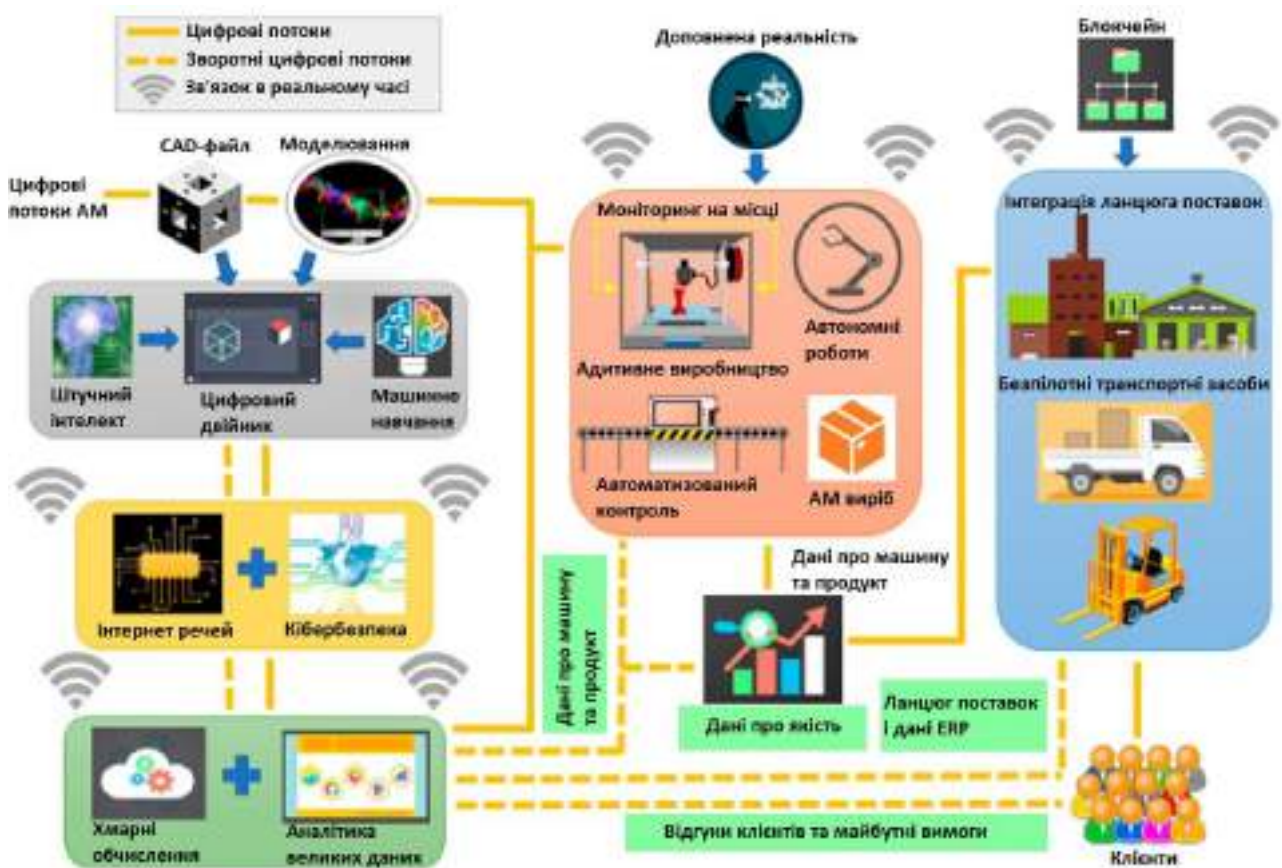 Цифрові потоки
Зворотні цифрові потоки
Зв'язок в реальному часі
Доповнена реальність
Блокчейн
CAD-файл
Моделювання
Цифрові
потоки АМ
Моніторинг на місці
Інтеграція ланцюга поставок
Автономні
роботи
Адитивне виробництво
Штучний
інтелект
Цифровий
двійник
Машинне
навчання
Безпілотні транспортні засоби
Автоматизований
контроль
АМ виріб
Інтернет речей
Кібербезпека
Дані про машину
та продукт
Дані про машину
та продукт
Дані про якість
Ланцюг поставок
і дані ERP
Хмарні
обчислення
Аналітика
великих даних
Відгуки клієнтів та майбутні вимоги
Клієнти